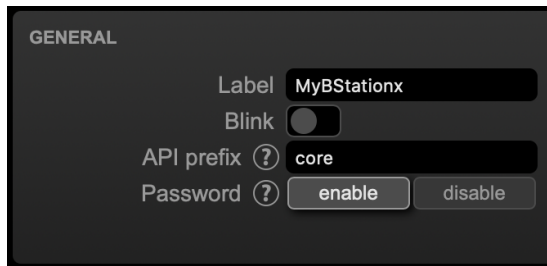 GENERAL
Label MyBStationx
Blink
API prefix ? core
Password ? enable disable